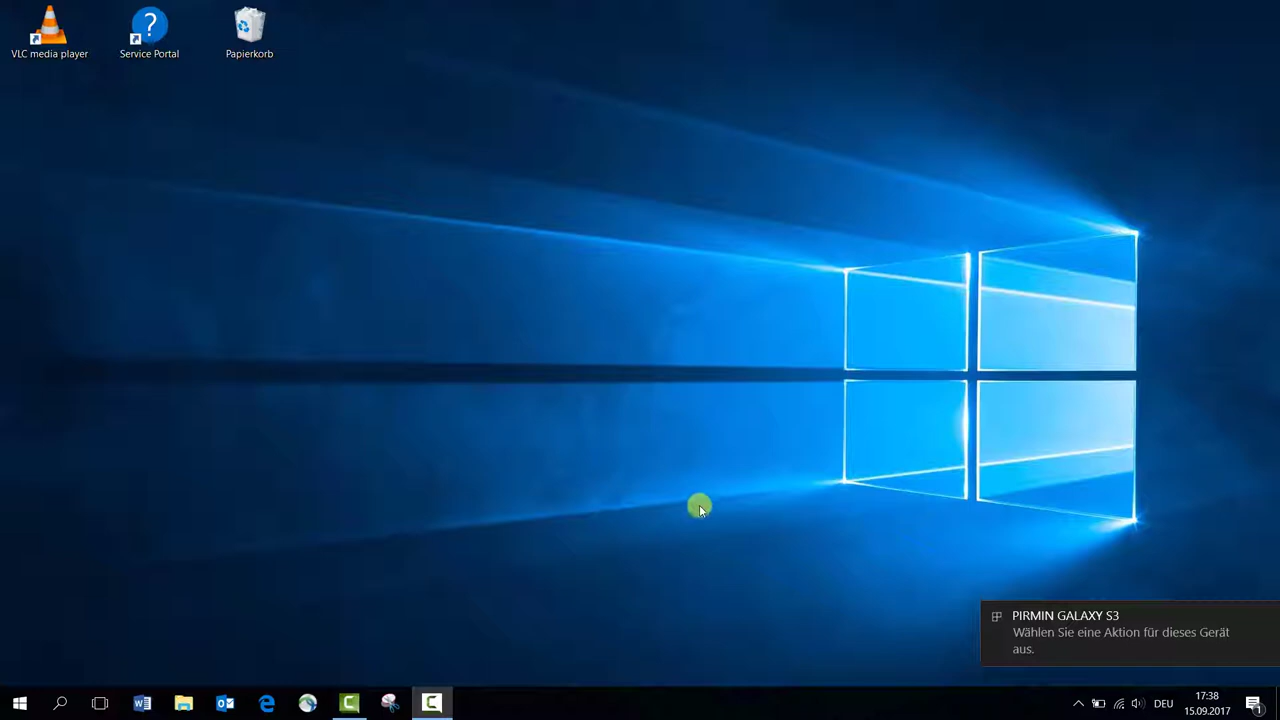 VLC media player
Service Portal
Papierkorb
PIRMIN GALAXY S3
Wählen Sie eine Aktion für dieses Gerät
aus.
DEU
17:38
15.09.2017
1